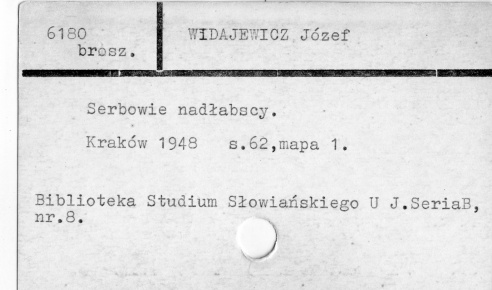 6180 WIDAJEWICZ Józef
brosz.
Serbowie nadłabscy.
Kraków 1948 s.62,mapa 1.
Biblioteka Studium Słowiańskiego U J.SeriaB,
nr.8.